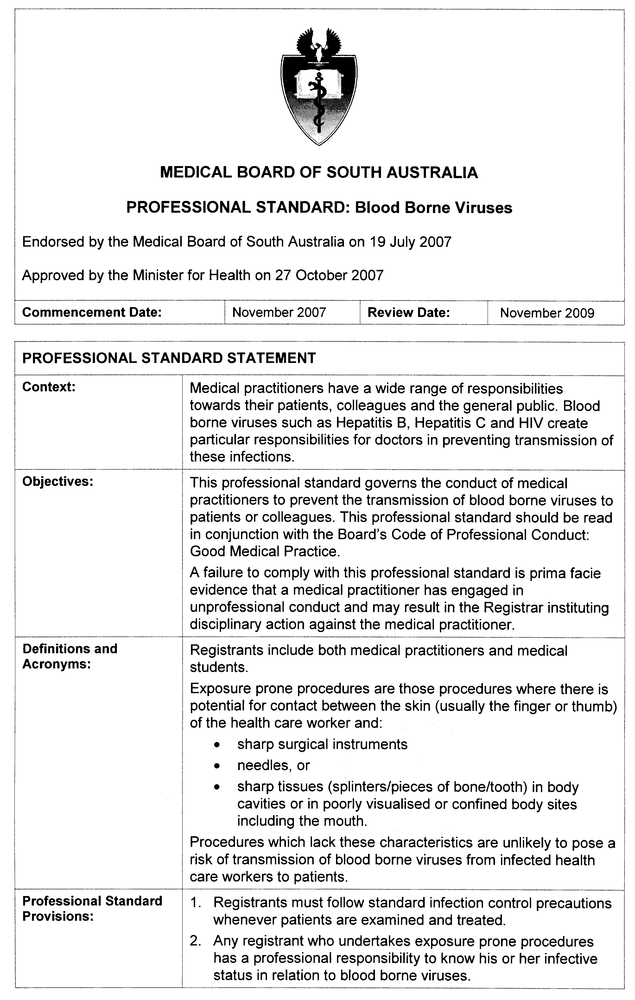 MEDICAL BOARD OF SOUTH AUSTRALIA
PROFESSIONAL STANDARD: Blood Borne Viruses
Endorsed by the Medical Board of South Australia on 19 July 2007
Approved by the Minister for Health on 27 October 2007
Commencement Date: November 2007 Review Date: November 2009
PROFESSIONAL STANDARD STATEMENT
Context:
Medical practitioners have a wide range of responsibilities
towards their patients, colleagues and the general public. Blood
borne viruses such as Hepatitis B, Hepatitis C and HIV create
particular responsibilities for doctors in preventing transmission of
these infections.
Objectives:
This professional standard governs the conduct of medical
practitioners to prevent the transmission of blood borne viruses to
patients or colleagues. This professional standard should be read
in conjunction with the Board's Code of Professional Conduct:
Good Medical Practice.
A failure to comply with this professional standard is prima facie
evidence that a medical practitioner has engaged in
unprofessional conduct and may result in the Registrar instituting
disciplinary action against the medical practitioner.
Definitions and
Acronyms:
Registrants include both medical practitioners and medical
students.
Exposure prone procedures are those procedures where there is
potential for contact between the skin (usually the finger or thumb)
of the health care worker and:
• sharp surgical instruments
• needles, or
• sharp tissues (splinters/pieces of bone/tooth) in body
cavities or in poorly visualised or confined body sites
including the mouth.
Procedures which lack these characteristics are unlikely to pose a
risk of transmission of blood borne viruses from infected health
care workers to patients.
Professional Standard
Provisions:
1. Registrants must follow standard infection control precautions
whenever patients are examined and treated.
2. Any registrant who undertakes exposure prone procedures
has a professional responsibility to know his or her infective
status in relation to blood borne viruses.